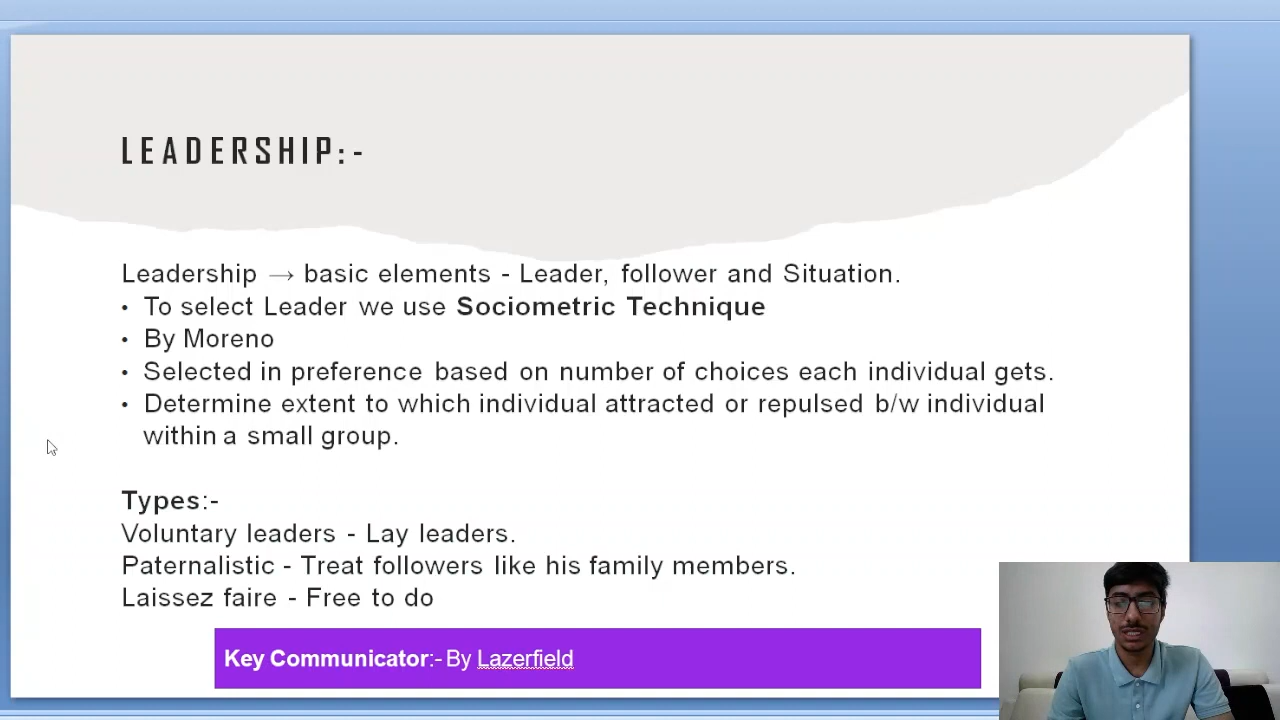 LEADERSHIP:-
Leadership → basic elements - Leader, follower and Situation.
• To select Leader we use Sociometric Technique
• By Moreno
• Selected in preference based on number of choices each individual gets.
• Determine extent to which individual attracted or repulsed b/w individual
within a small group.
Types:-
Voluntary leaders - Lay leaders.
Paternalistic - Treat followers like his family members.
Laissez faire - Free to do
Key Communicator:- By Lazerfield